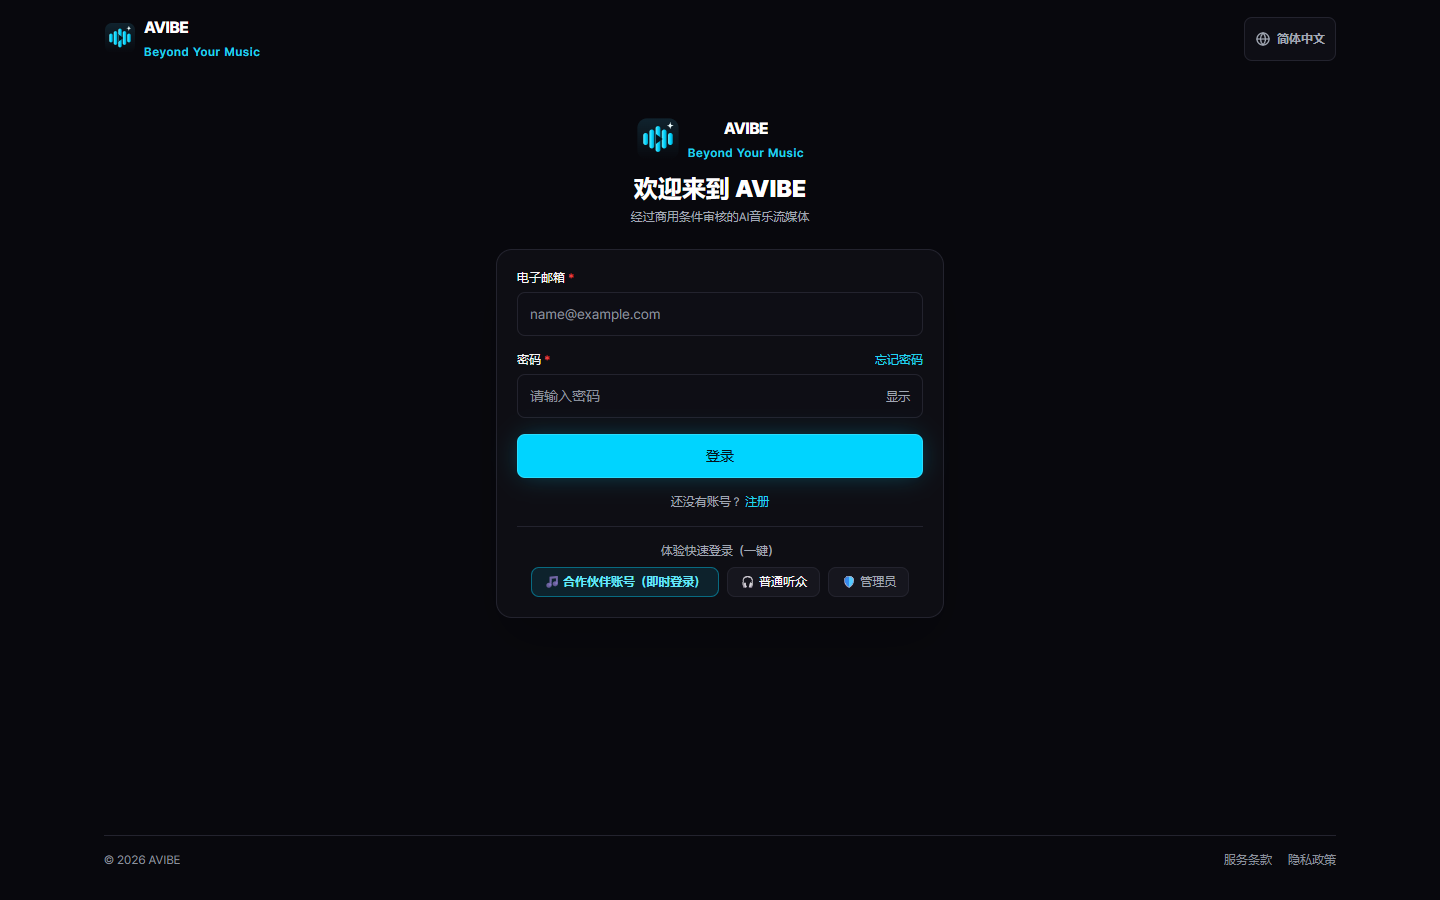 AVIBE
Beyond Your Music
简体中文
AVIBE
Beyond Your Music
欢迎来到 AVIBE
经过商用条件审核的AI音乐流媒体
电子邮箱 *
name@example.com
密码 *
忘记密码
请输入密码
显示
登录
还没有账号？ 注册
体验快速登录（一键）
合作伙伴账号（即时登录）
普通听众
管理员
© 2026 AVIBE
服务条款
隐私政策